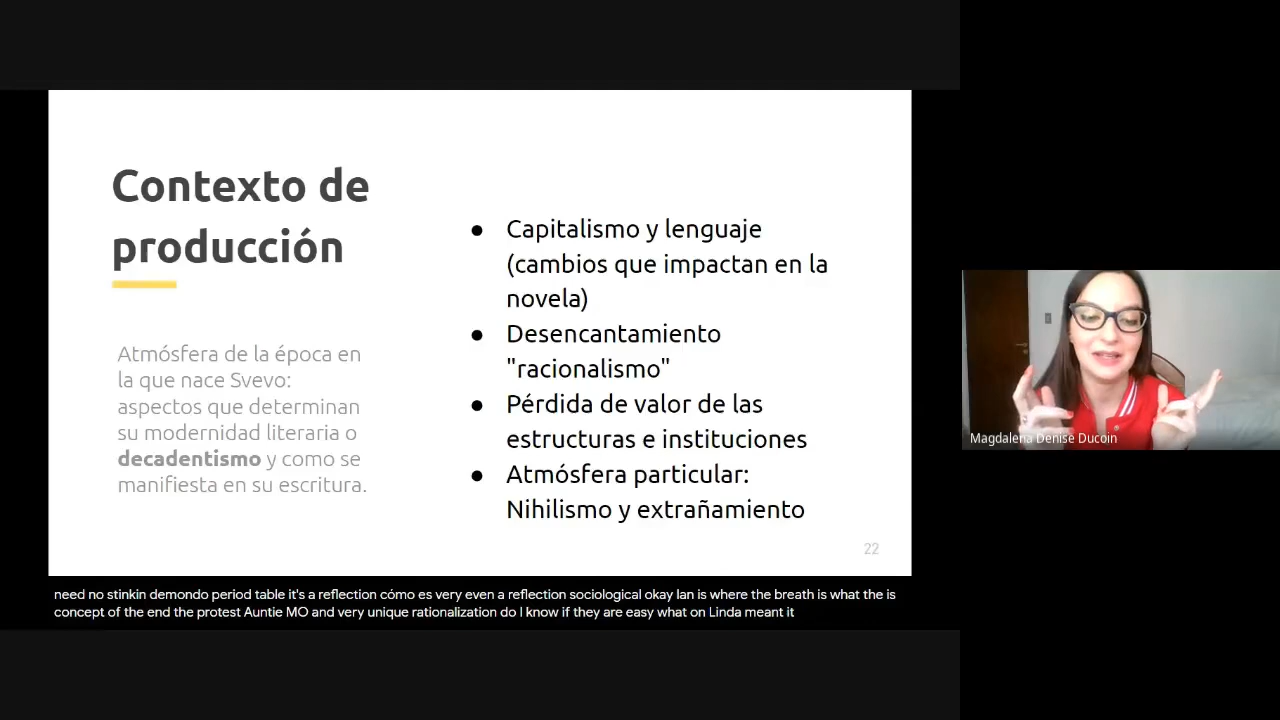 Contexto de
producción
Atmósfera de la época en
la que nace Svevo:
aspectos que determinan
su modernidad literaria o
decadentismo y como se
manifiesta en su escritura.
● Capitalismo y lenguaje
(cambios que impactan en la
novela)
● Desencantamiento
"racionalismo"
● Pérdida de valor de las
estructuras e instituciones
● Atmósfera particular:
Nihilismo y extrañamiento
22
need no stinkin demondo period table it's a reflection cómo es very even a reflection sociological okay Ian is where the breath is what the is
concept of the end the protest Auntie MO and very unique rationalization do I know if they are easy what on Linda meant it
Magdalena Denise Ducoin